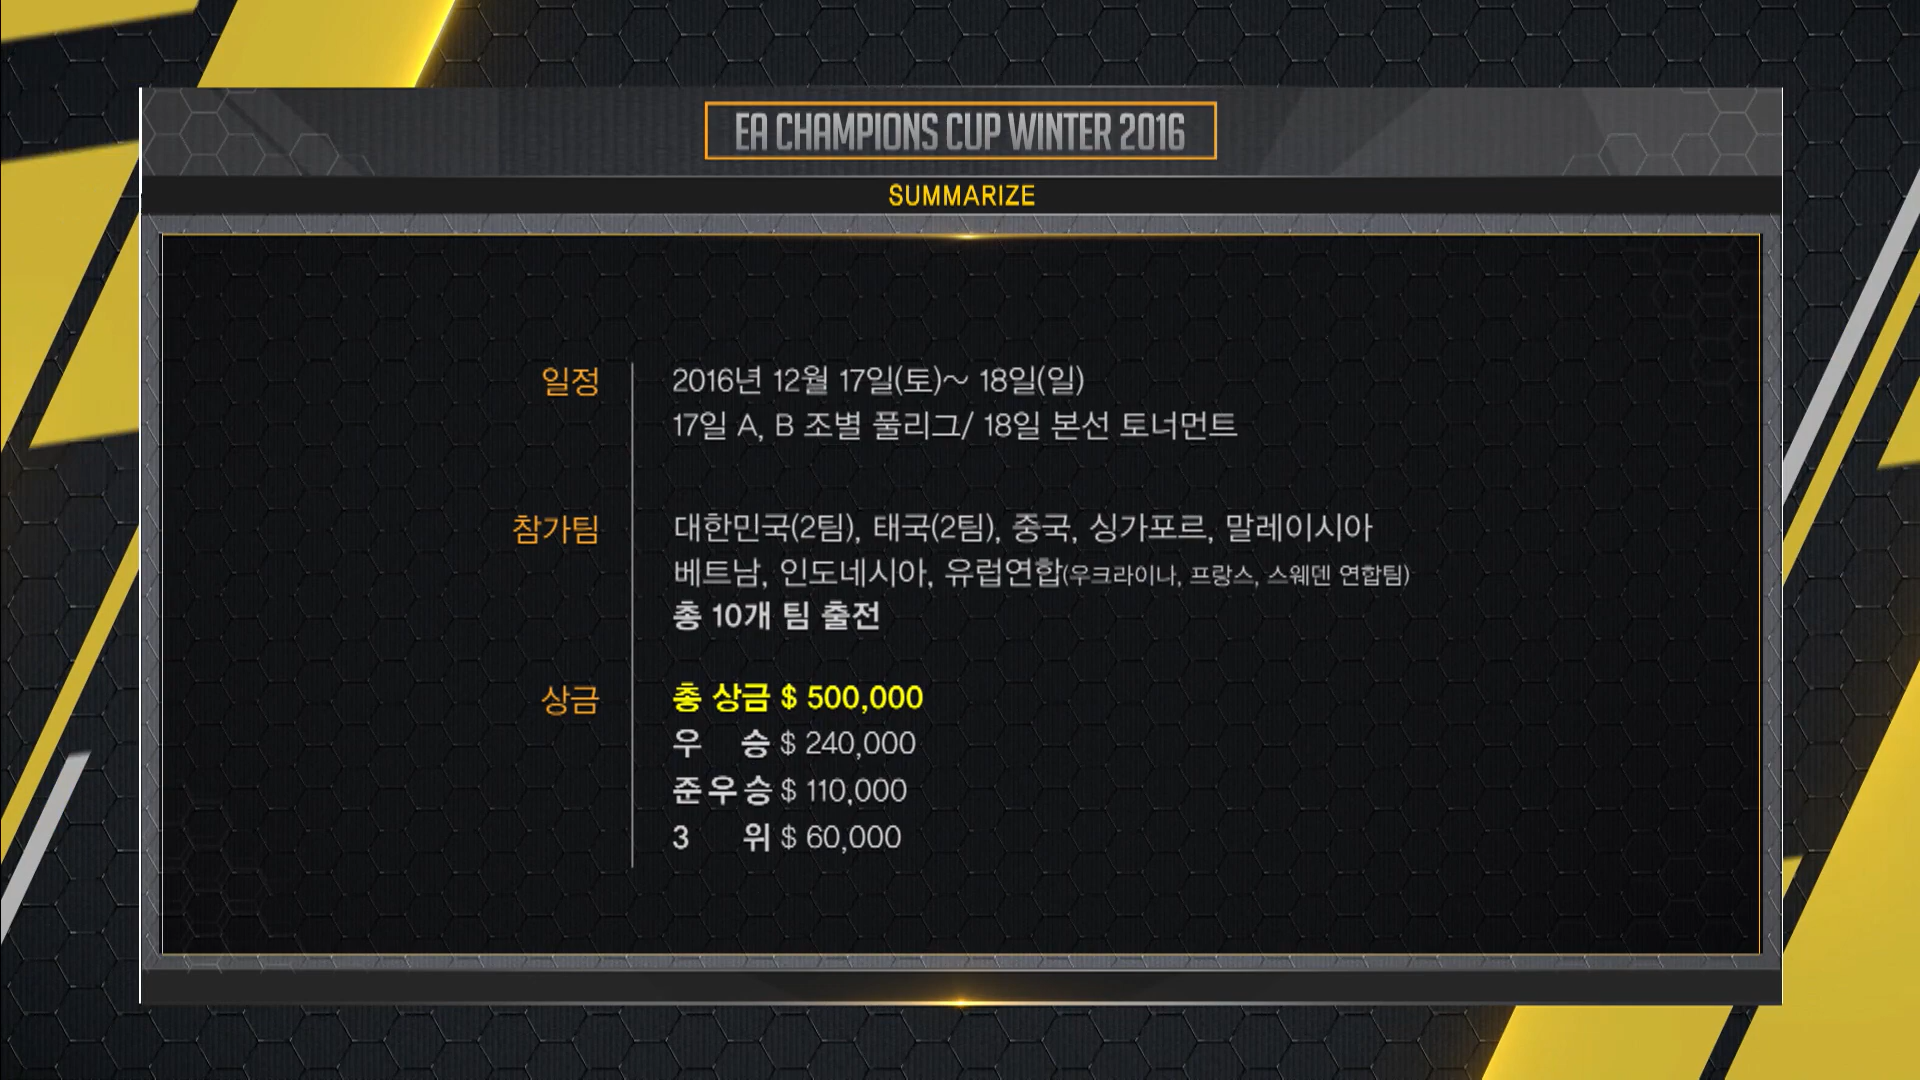 EA CHAMPIONS CUP WINTER 2016
SUMMARIZE
일정
2016년 12월 17일(토)~ 18일(일)
17일 A, B 조별 풀리그/ 18일 본선 토너먼트
참가팀
대한민국(2팀), 태국(2팀), 중국, 싱가포르, 말레이시아
베트남, 인도네시아, 유럽연합(우크라이나, 프랑스, 스웨덴 연합팀)
총 10개 팀 출전
상금
총 상금 $ 500,000
우 승 $ 240,000
준우승 $ 110,000
3 위 $ 60,000